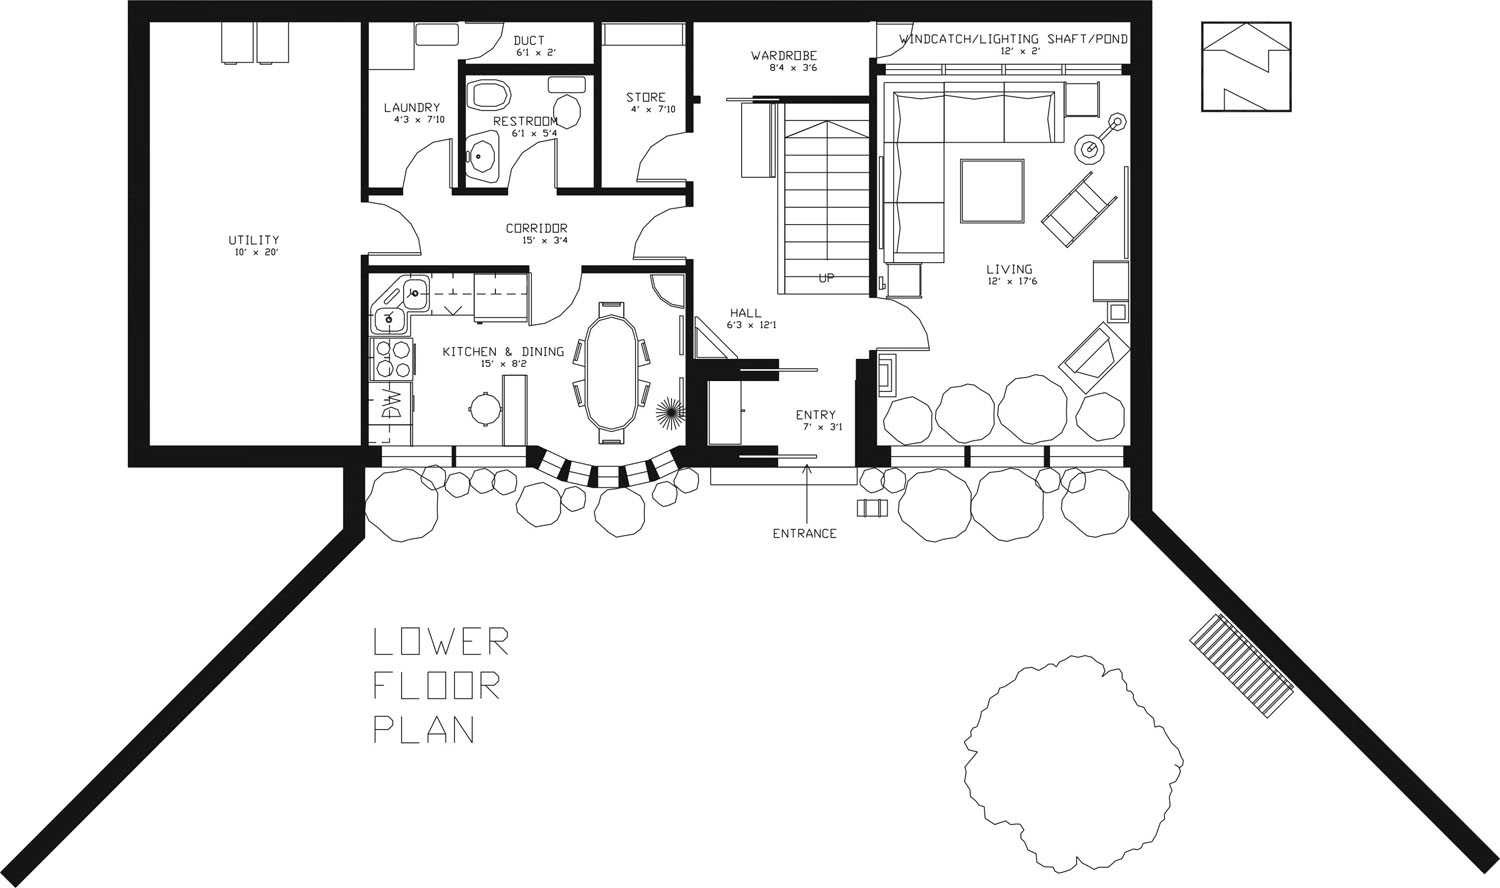 DUCT
6'1 x 2'
WINDCATCH/LIGHTING SHAFT/POND
12' x 2'
WARDROBE
8'4 x 3'6
LAUNDRY
4'3 x 7'10
STORE
4' x 7'10
RESTROOM
6'1 x 5'4
UTILITY
10' x 20'
CORRIDOR
15' x 3'4
UP
LIVING
12' x 17'6
HALL
6'3 x 12'1
KITCHEN & DINING
15' x 8'2
DW
ENTRY
7' x 3'1
ENTRANCE
LOWER
FLOOR
PLAN